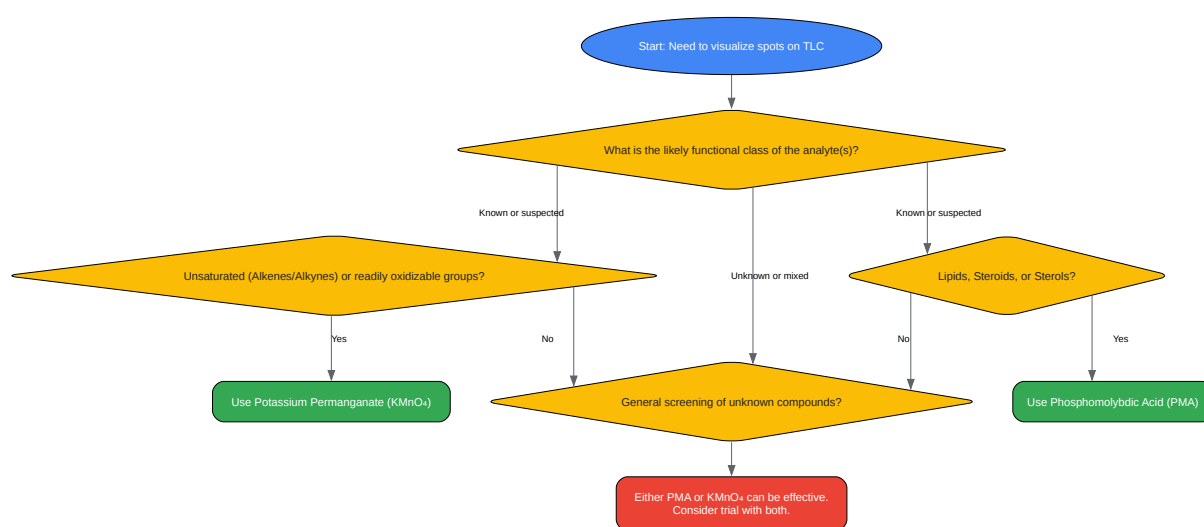 Start: Need to visualize spots on TLC
What is the likely functional class of the analyte(s)?
Known or suspected
Known or suspected
Unsaturated (Alkenes/Alkynes) or readily oxidizable groups?
Unknown or mixed
Lipids, Steroids, or Sterols?
Yes
No
No
Yes
Use Potassium Permanganate (KMnO₄)
General screening of unknown compounds?
Use Phosphomolybdic Acid (PMA)
Either PMA or KMnO₄ can be effective.
Consider trial with both.